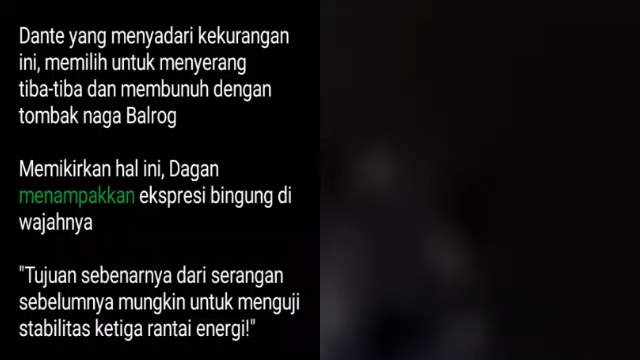 Dante yang menyadari kekurangan
ini, memilih untuk menyerang
tiba-tiba dan membunuh dengan
tombak naga Balrog
Memikirkan hal ini, Dagan
menampakkan ekspresi bingung di
wajahnya
"Tujuan sebenarnya dari serangan
sebelumnya mungkin untuk menguji
stabilitas ketiga rantai energi!"